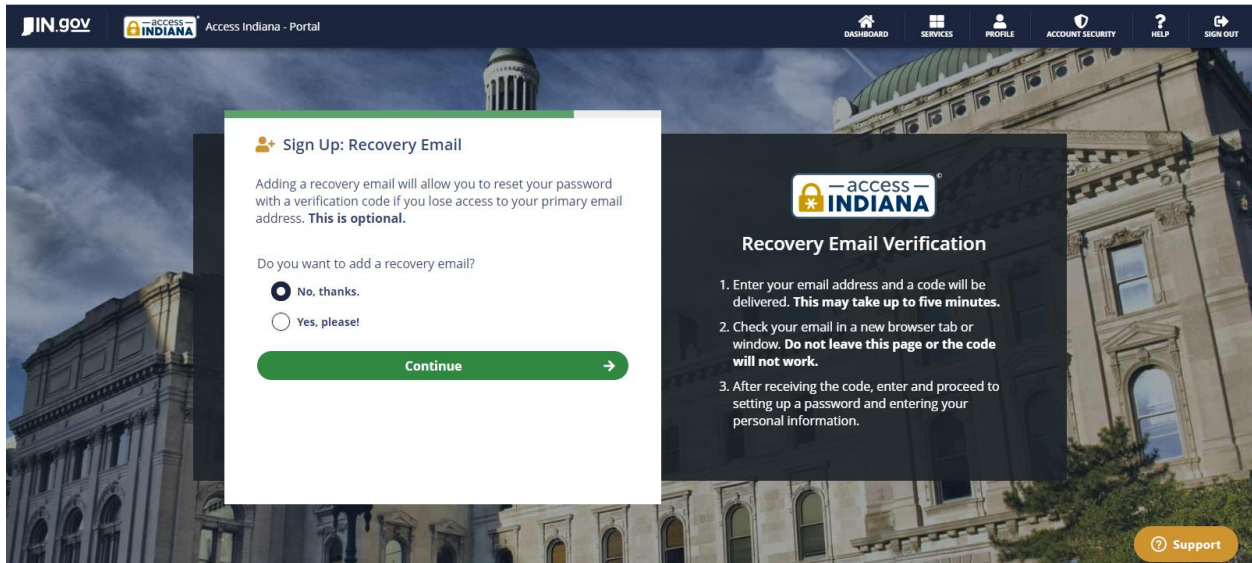 IN.gov
access INDIANA
Access Indiana - Portal
DASHBOARD
SERVICES
PROFILE
ACCOUNT SECURITY
HELP
SIGN OUT
Sign Up: Recovery Email
Adding a recovery email will allow you to reset your password
with a verification code if you lose access to your primary email
address. This is optional.
Do you want to add a recovery email?
No, thanks.
Yes, please!
Continue
access
INDIANA
Recovery Email Verification
1. Enter your email address and a code will be
delivered. This may take up to five minutes.
2. Check your email in a new browser tab or
window. Do not leave this page or the code
will not work.
3. After receiving the code, enter and proceed to
setting up a password and entering your
personal information.
Support